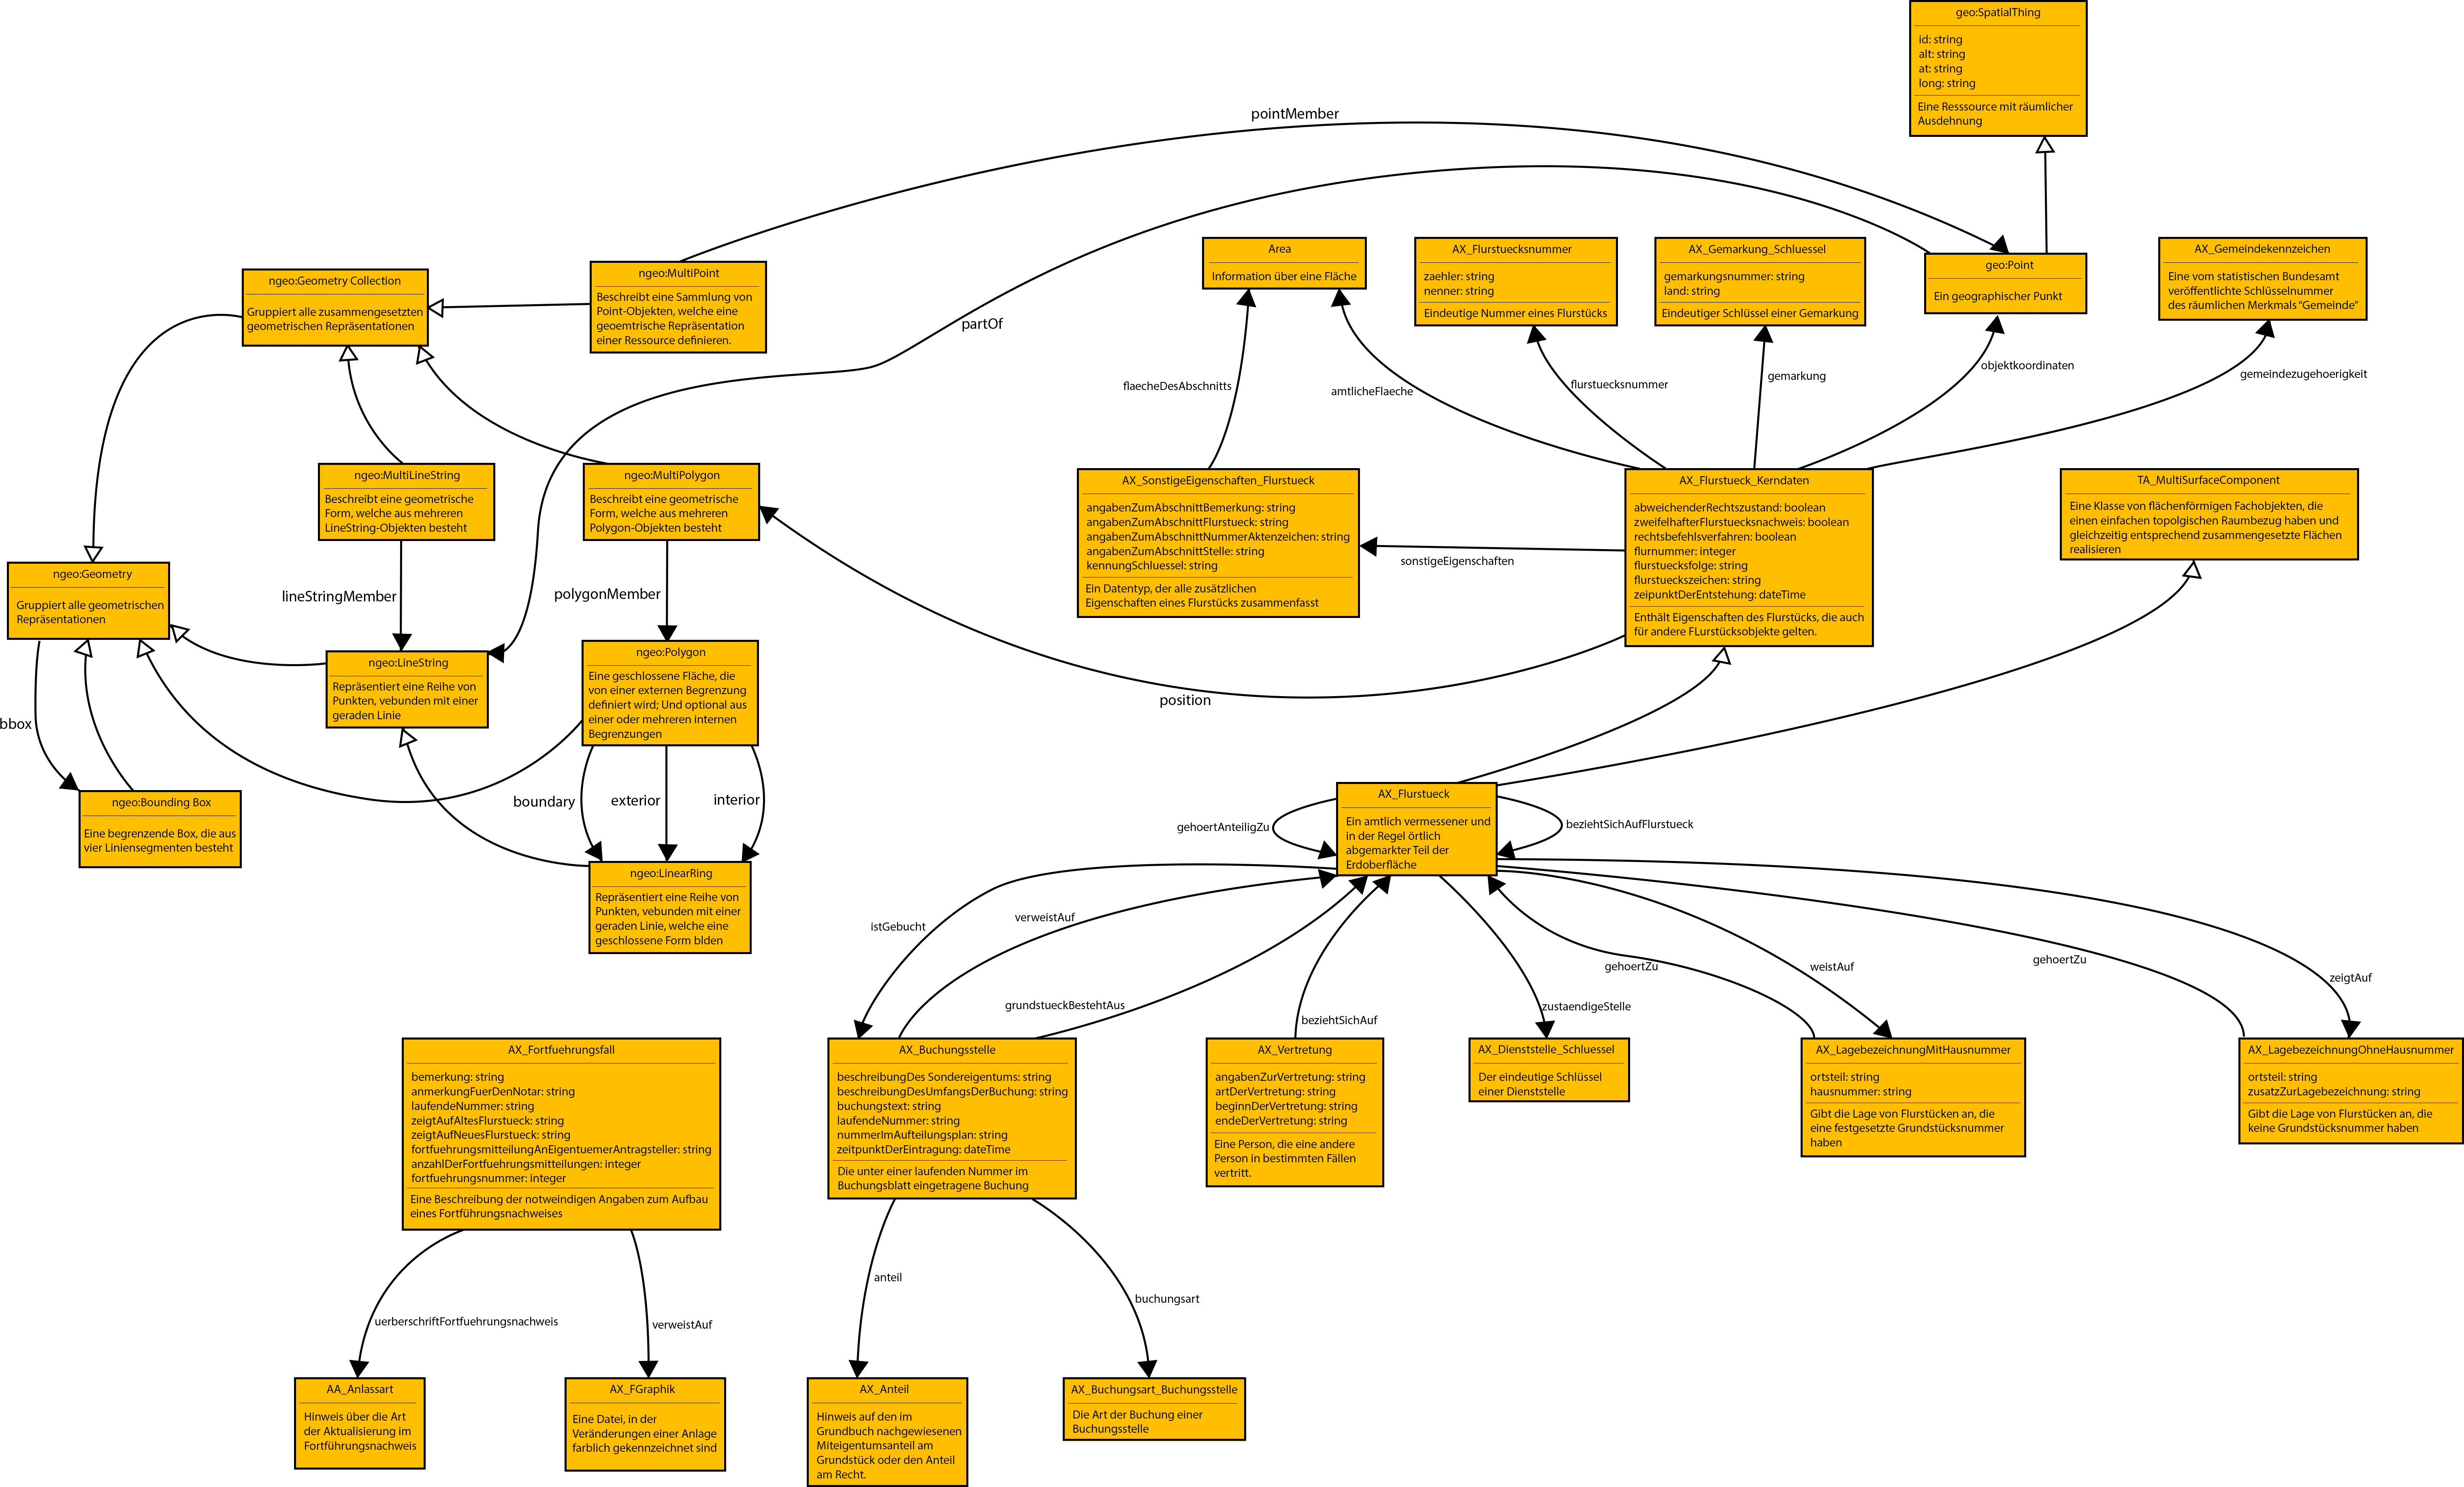 geo:SpatialThing
id: string
alt: string
at: string
long: string
Eine Resssource mit räumlicher
Ausdehnung
pointMember
partOf
ngeo:Geometry Collection
Gruppiert alle zusammengesetzten
geometrischen Repräsentationen
ngeo:MultiPoint
Beschreibt eine Sammlung von
Point-Objekten, welche eine
geoemtrische Repräsentation
einer Ressource definieren.
Area
Information über eine Fläche
AX_Flurstuecksnummer
zaehler: string
nenner: string
Eindeutige Nummer eines Flurstücks
AX_Gemarkung_Schluessel
gemarkungsnummer: string
land: string
Eindeutiger Schlüssel einer Gemarkung
geo:Point
Ein geographischer Punkt
AX_Gemeindekennzeichen
Eine vom statistischen Bundesamt
veröffentlichte Schlüsselnummer
des räumlichen Merkmals “Gemeinde”
flaecheDesAbschnitts
amtlicheFlaeche
flurstuecksnummer
gemarkung
objektkoordinaten
gemeindezugehoerigkeit
ngeo:MultiLineString
Beschreibt eine geometrische
Form, welche aus mehreren
LineString-Objekten besteht
ngeo:MultiPolygon
Beschreibt eine geometrische
Form, welche aus mehreren
Polygon-Objekten besteht
AX_SonstigeEigenschaften_Flurstueck
angabenZumAbschnittBemerkung: string
angabenZumAbschnittFlurstueck: string
angabenZumAbschnittNummerAktenzeichen: string
angabenZumAbschnittStelle: string
kennungSchluessel: string
Ein Datentyp, der alle zusätzlichen
Eigenschaften eines Flurstücks zusammenfasst
sonstigeEigenschaften
AX_Flurstueck_Kerndaten
abweichenderRechtszustand: boolean
zweifelhafterFlurstuecksnachweis: boolean
rechtsbefehlsverfahren: boolean
flurnummer: integer
flurstuecksfolge: string
flurstueckszeichen: string
zeipunktDerEntstehung: dateTime
Enthält Eigenschaften des Flurstücks, die auch
für andere FLurstücksobjekte gelten.
TA_MultiSurfaceComponent
Eine Klasse von flächenförmigen Fachobjekten, die
einen einfachen topolgischen Raumbezug haben und
gleichzeitig entsprechend zusammengesetzte Flächen
realisieren
ngeo:Geometry
Gruppiert alle geometrischen
Repräsentationen
lineStringMember
polygonMember
position
bbox
ngeo:LineString
Repräsentiert eine Reihe von
Punkten, vebunden mit einer
geraden Linie
ngeo:Polygon
Eine geschlossene Fläche, die
von einer externen Begrenzung
definiert wird; Und optional aus
einer oder mehreren internen
Begrenzungen
ngeo:Bounding Box
Eine begrenzende Box, die aus
vier Liniensegmenten besteht
boundary
exterior
interior
ngeo:LinearRing
Repräsentiert eine Reihe von
Punkten, vebunden mit einer
geraden Linie, welche eine
geschlossene Form blden
AX_Flurstueck
Ein amtlich vermessener und
in der Regel örtlich
abgemarkter Teil der
Erdoberfläche
gehoertAnteiligZu
beziehtSichAufFlurstueck
istGebucht
verweistAuf
grundstueckBestehtAus
beziehtSichAuf
zustaendigeStelle
gehoertZu
weistAuf
gehoertZu
zeigtAuf
AX_Fortfuehrungsfall
bemerkung: string
anmerkungFuerDenNotar: string
laufendeNummer: string
zeigtAufAltesFlurstueck: string
zeigtAufNeuesFlurstueck: string
fortfuehrungsmitteilungAnEigentuemerAntragsteller: string
anzahlDerFortfuehrungsmitteilungen: integer
fortfuehrungsnummer: integer
Eine Beschreibung der notweindigen Angaben zum Aufbau
eines Fortführungsnachweises
AX_Buchungsstelle
beschreibungDes Sondereigentums: string
beschreibungDesUmfangsDerBuchung: string
buchungstext: string
laufendeNummer: string
nummerImAufteilungsplan: string
zeitpunktDerEintragung: dateTime
Die unter einer laufenden Nummer im
Buchungsblatt eingetragene Buchung
AX_Vertretung
angabenZurVertretung: string
artDerVertretung: string
beginnDerVertretung: string
endeDerVertretung: string
Eine Person, die eine andere
Person in bestimmten Fällen
vertritt.
AX_Dienststelle_Schluessel
Der eindeutige Schlüssel
einer Dienststelle
AX_LagebezeichnungMitHausnummer
ortsteil: string
hausnummer: string
Gibt die Lage von Flurstücken an, die
eine festgesetzte Grundstücksnummer
haben
AX_LagebezeichnungOhneHausnummer
ortsteil: string
zusatzZurLagebezeichnung: string
Gibt die Lage von Flurstücken an, die
keine Grundstücksnummer haben
uerberschriftFortfuehrungsnachweis
verweistAuf
anteil
buchungsart
AA_Anlassart
Hinweis über die Art
der Aktualisierung im
Fortführungsnachweis
AX_FGraphik
Eine Datei, in der
Veränderungen einer Anlage
farblich gekennzeichnet sind
AX_Anteil
Hinweis auf den im
Grundbuch nachgewiesenen
Miteigentumsanteil am
Grundstück oder den Anteil
am Recht.
AX_Buchungsart_Buchungsstelle
Die Art der Buchung einer
Buchungsstelle